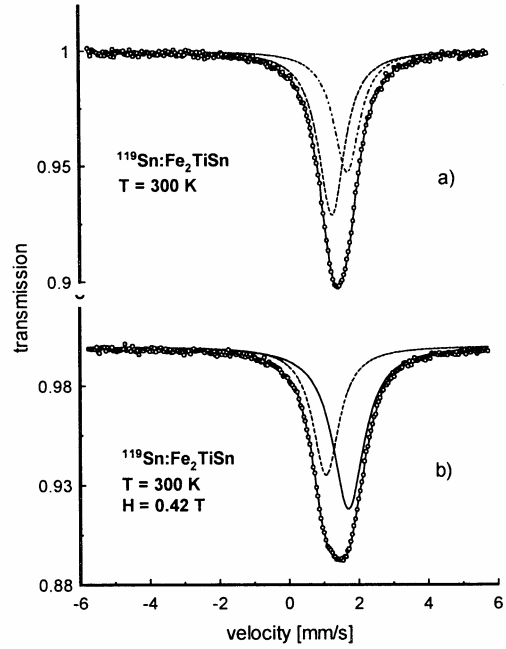 1
¹¹⁹Sn:Fe₂TiSn
T = 300 K
a)
0.95
0.9
transmission
0.98
¹¹⁹Sn:Fe₂TiSn
T = 300 K
H = 0.42 T
b)
0.93
0.88
-6 -4 -2 0 2 4 6
velocity [mm/s]